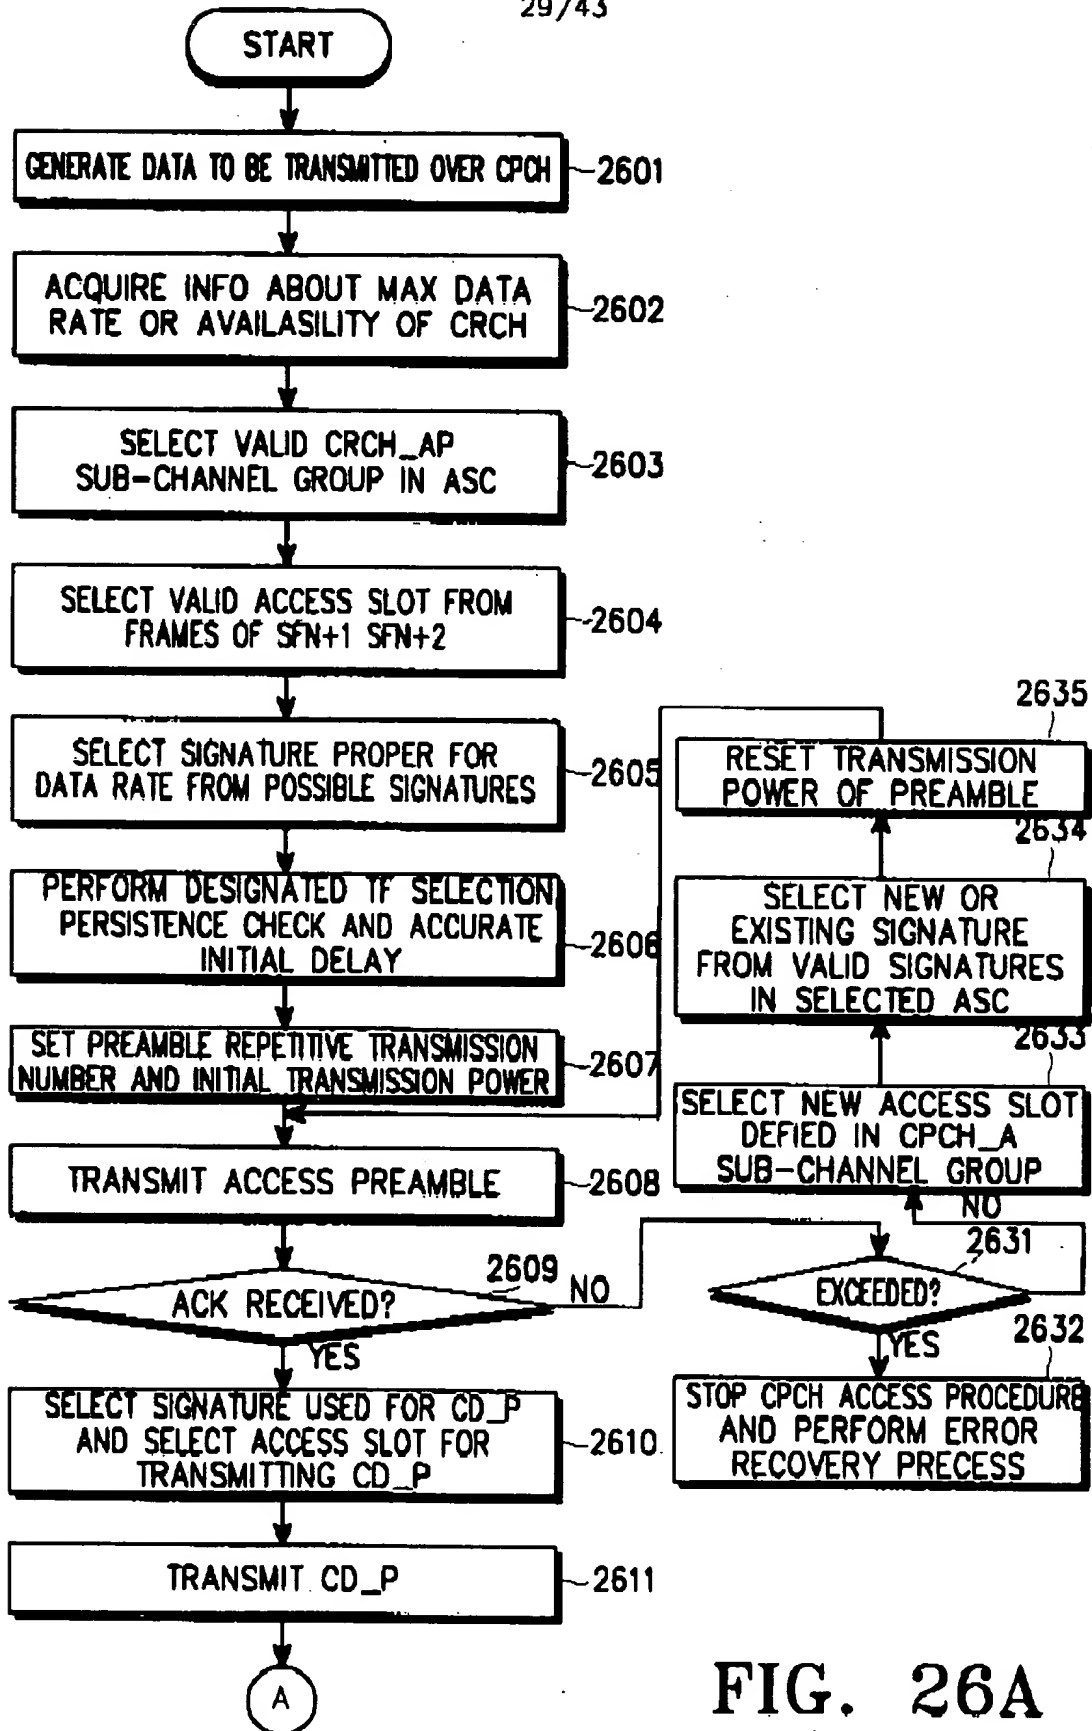 29/43
START
GENERATE DATA TO BE TRANSMITTED OVER CPCH
2601
ACQUIRE INFO ABOUT MAX DATA
RATE OR AVAILASILITY OF CRCH
2602
SELECT VALID CRCH_AP
SUB-CHANNEL GROUP IN ASC
2603
SELECT VALID ACCESS SLOT FROM
FRAMES OF SFN+1 SFN+2
2604
SELECT SIGNATURE PROPER FOR
DATA RATE FROM POSSIBLE SIGNATURES
2605
PERFORM DESIGNATED TF SELECTION,
PERSISTENCE CHECK AND ACCURATE
INITIAL DELAY
2606
SET PREAMBLE REPETITIVE TRANSMISSION
NUMBER AND INITIAL TRANSMISSION POWER
2607
TRANSMIT ACCESS PREAMBLE
2608
ACK RECEIVED?
2609
NO
YES
SELECT SIGNATURE USED FOR CD_P
AND SELECT ACCESS SLOT FOR
TRANSMITTING CD_P
2610
TRANSMIT CD_P
2611
A
2635
RESET TRANSMISSION
POWER OF PREAMBLE
2634
SELECT NEW OR
EXISTING SIGNATURE
FROM VALID SIGNATURES
IN SELECTED ASC
2633
SELECT NEW ACCESS SLOT
DEFIED IN CPCH_A
SUB-CHANNEL GROUP
NO
2631
EXCEEDED?
YES
2632
STOP CPCH ACCESS PROCEDURE
AND PERFORM ERROR
RECOVERY PRECESS
FIG. 26A